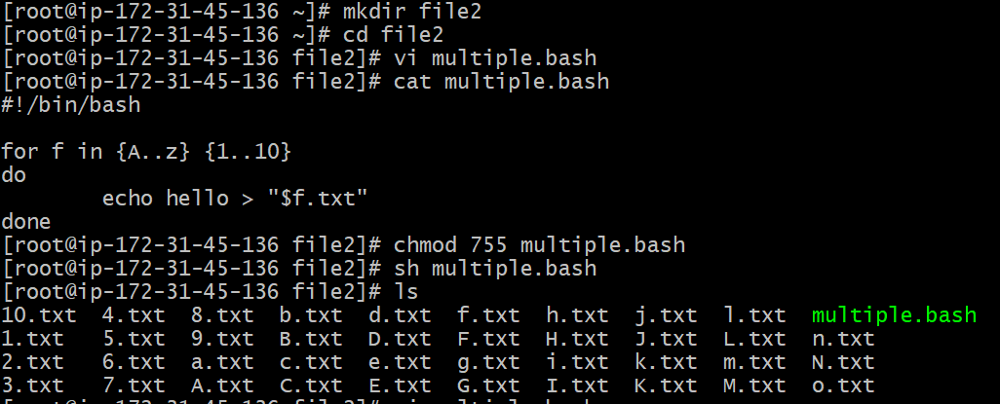 [root@ip-172-31-45-136 ~]# mkdir file2
[root@ip-172-31-45-136 ~]# cd file2
[root@ip-172-31-45-136 file2]# vi multiple.bash
[root@ip-172-31-45-136 file2]# cat multiple.bash
#!/bin/bash
for f in {A..z} {1..10}
do
        echo hello > "$f.txt"
done
[root@ip-172-31-45-136 file2]# chmod 755 multiple.bash
[root@ip-172-31-45-136 file2]# sh multiple.bash
[root@ip-172-31-45-136 file2]# ls
10.txt  4.txt  8.txt  b.txt  d.txt  f.txt  h.txt  j.txt  l.txt  multiple.bash
1.txt   5.txt  9.txt  B.txt  D.txt  F.txt  H.txt  J.txt  L.txt  n.txt
2.txt   6.txt  a.txt  c.txt  e.txt  g.txt  i.txt  k.txt  m.txt  N.txt
3.txt   7.txt  A.txt  C.txt  E.txt  G.txt  I.txt  K.txt  M.txt  o.txt